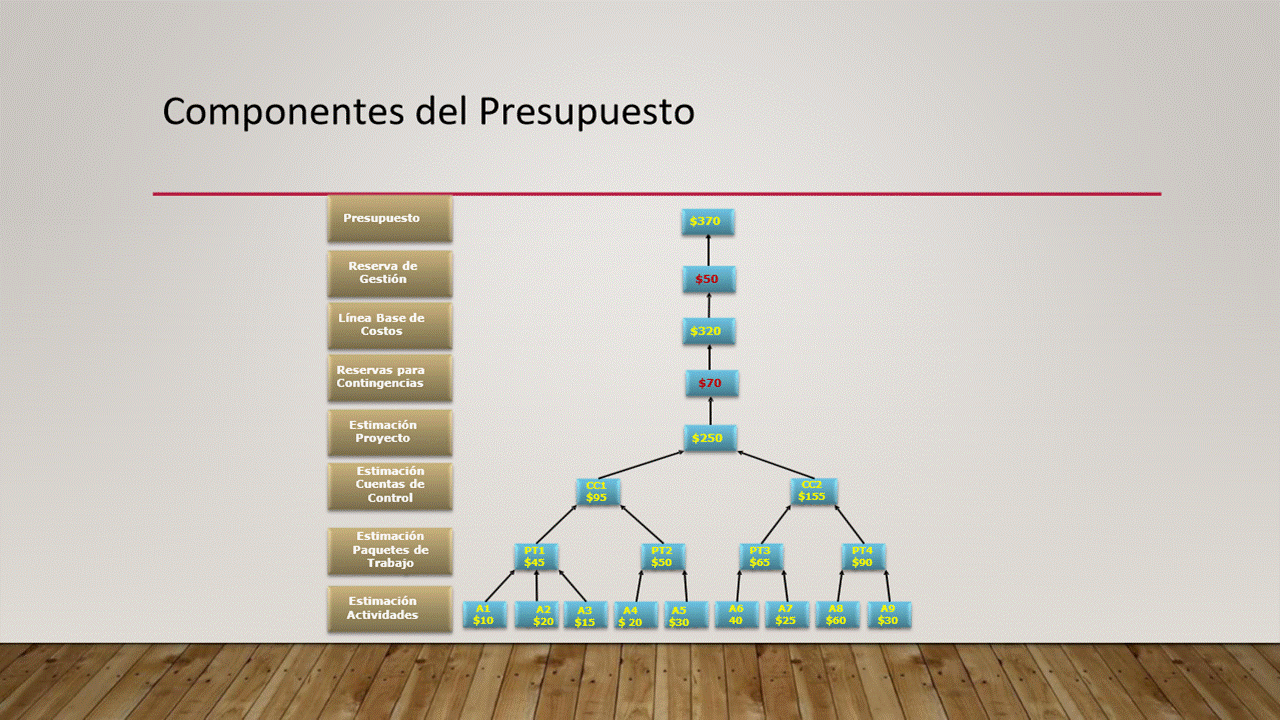 Componentes del Presupuesto
Presupuesto
$370
Reserva de
Gestión
$50
Línea Base de
Costos
$320
Reservas para
Contingencias
$70
Estimación
Proyecto
$250
Estimación
Cuentas de
Control
CC1
$95
CC2
$155
Estimación
Paquetes de
Trabajo
PT1
$45
PT2
$50
PT3
$65
PT4
$90
Estimación
Actividades
A1
$10
A2
$20
A3
$15
A4
$ 20
A5
$30
A6
40
A7
$25
A8
$60
A9
$30